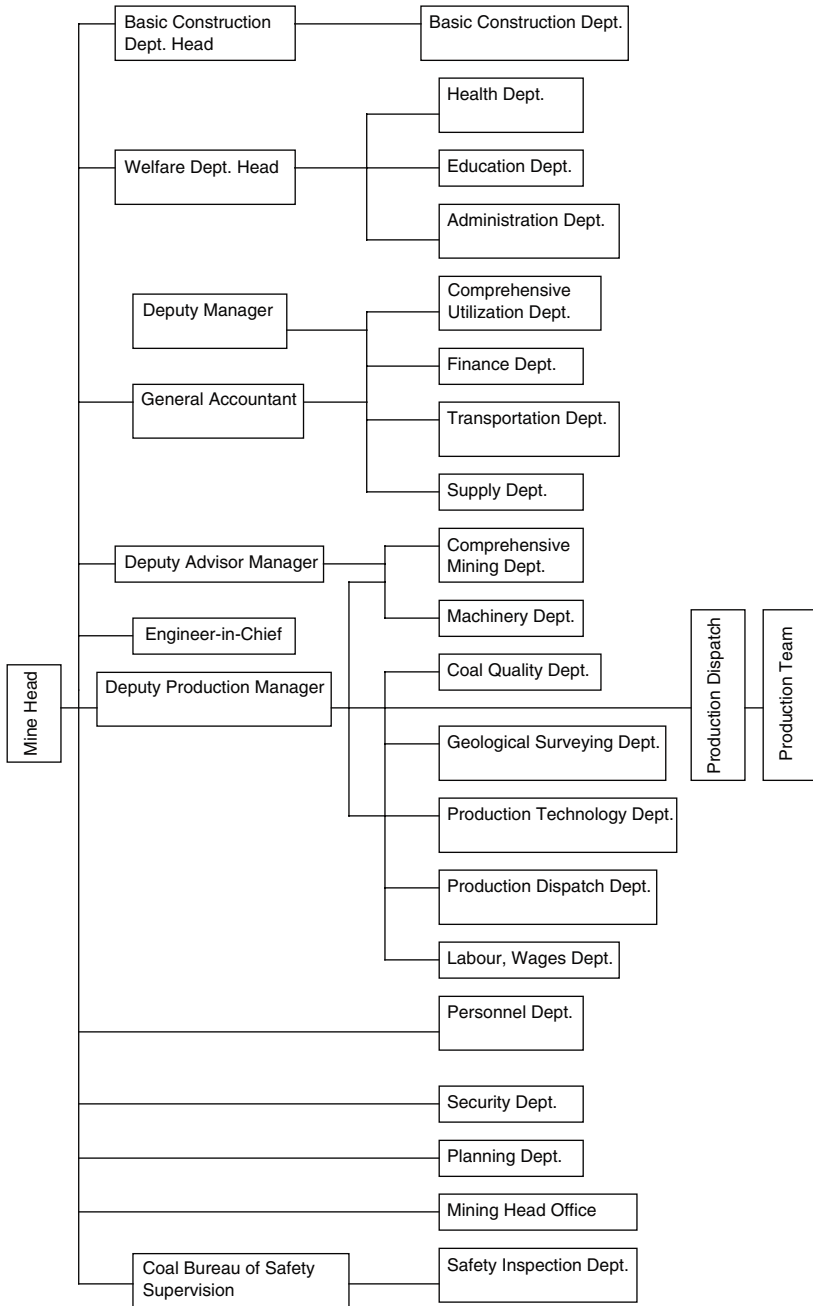 Basic Construction
Dept. Head
Basic Construction Dept.
Health Dept.
Welfare Dept. Head
Education Dept.
Administration Dept.
Deputy Manager
Comprehensive
Utilization Dept.
Finance Dept.
General Accountant
Transportation Dept.
Supply Dept.
Deputy Advisor Manager
Comprehensive
Mining Dept.
Machinery Dept.
Engineer-in-Chief
Mine Head
Deputy Production Manager
Coal Quality Dept.
Production Dispatch
Production Team
Geological Surveying Dept.
Production Technology Dept.
Production Dispatch Dept.
Labour, Wages Dept.
Personnel Dept.
Security Dept.
Planning Dept.
Mining Head Office
Coal Bureau of Safety
Supervision
Safety Inspection Dept.